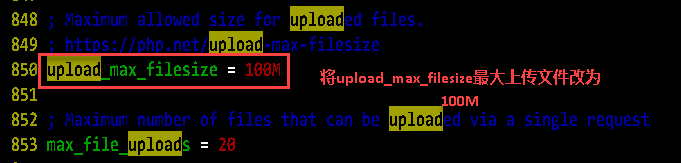 848 ; Maximum allowed size for uploaded files.
849 ; https://php.net/upload-max-filesize
850 upload_max_filesize = 100M
将upload_max_filesize最大上传文件改为
100M
851
852 ; Maximum number of files that can be uploaded via a single request
853 max_file_uploads = 20